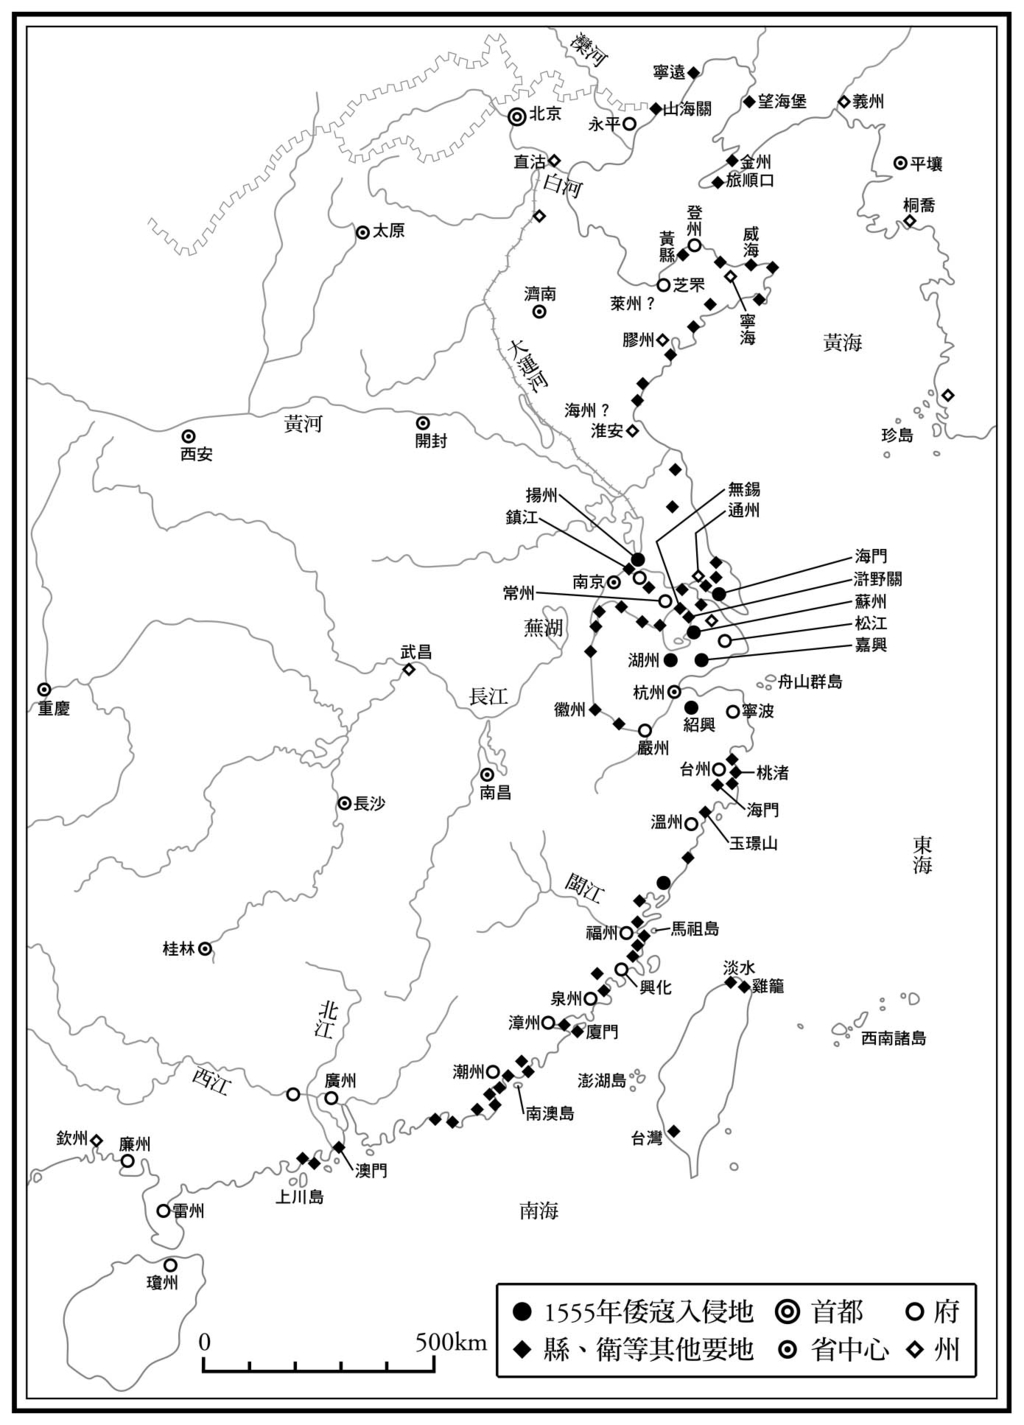 灤河
寧遠
山海關
望海堡
義州
北京
永平
直沽
白河
金州
旅順口
平壤
桐喬
太原
登州
黃縣
威海
濟南
芝罘
萊州？
寧海
膠州
黃海
大運河
海州？
淮安
黃河
開封
西安
珍島
無錫
揚州
通州
鎮江
海門
南京
滸野關
常州
蘇州
蕪湖
松江
嘉興
武昌
湖州
舟山群島
重慶
長江
杭州
徽州
紹興
寧波
嚴州
台州
桃渚
南昌
長沙
海門
溫州
玉璟山
東海
閩江
福州
馬祖島
桂林
淡水
雞籠
興化
泉州
北江
漳州
廈門
西南諸島
潮州
西江
廣州
澎湖島
南澳島
欽州
廉州
台灣
澳門
上川島
雷州
南海
瓊州
0
500km
1555年倭寇入侵地
首都
府
縣、衛等其他要地
省中心
州